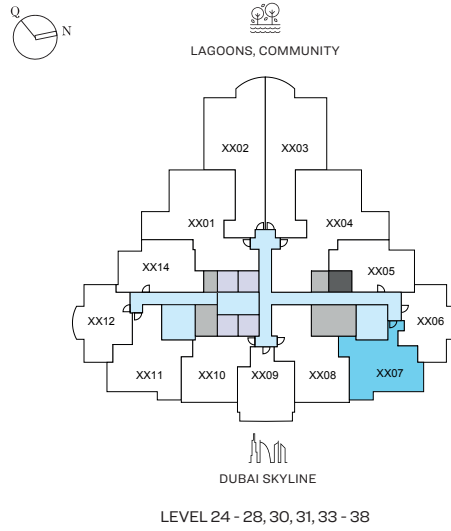 Q
N
LAGOONS, COMMUNITY
XX02 XX03
XX01 XX04
XX14 XX05
XX12 XX06
XX11 XX10 XX09 XX08 XX07
DUBAI SKYLINE
LEVEL 24 - 28, 30, 31, 33 - 38